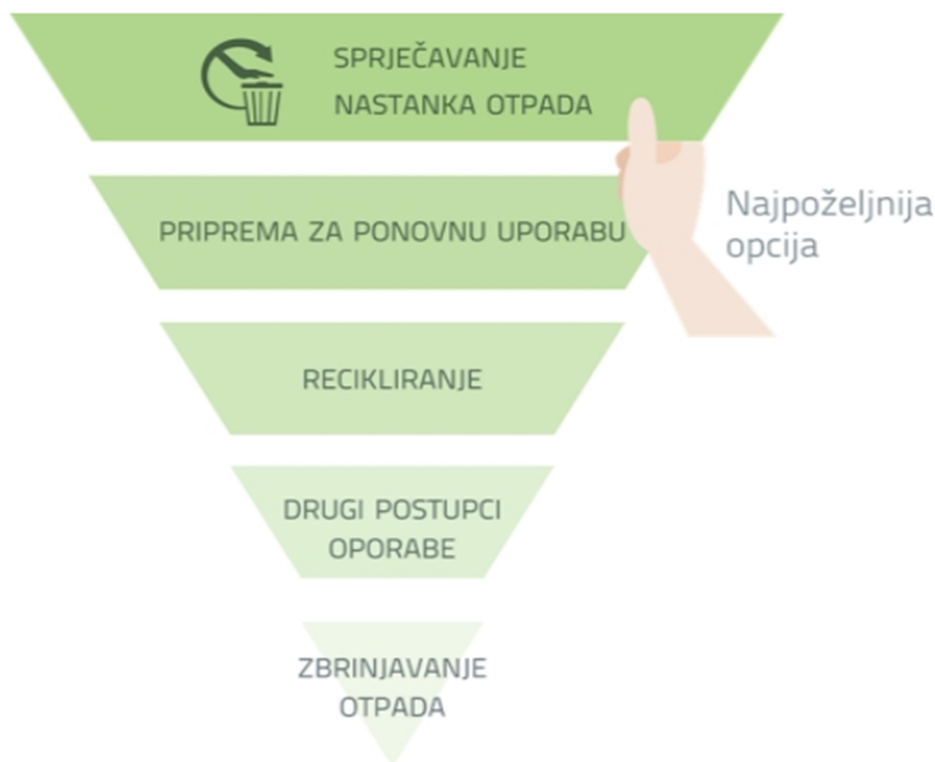 SPRJEČAVANJE
NASTANKA OTPADA
PRIPREMA ZA PONOVNU UPORABU
Najpoželjnija
opcija
RECIKLIRANJE
DRUGI POSTUPCI
OPORABE
ZBRINJAVANJE
OTPADA